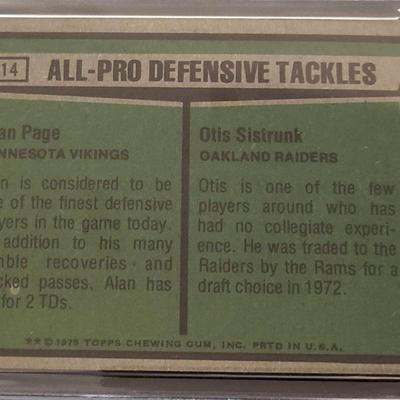 14 ALL-PRO DEFENSIVE TACKLES
an Page
NNESOTA VIKINGS
n is considered to be
e of the finest defensive
yers in the game today.
addition to his many
mble recoveries and
cked passes, Alan has
for 2 TDs.
Otis Sistrunk
OAKLAND RAIDERS
Otis is one of the few
players around who has
had no collegiate experi-
ence. He was traded to the
Raiders by the Rams for a
draft choice in 1972.
** © 1975 TOPPS CHEWING GUM, INC. PRTD IN U.S.A.